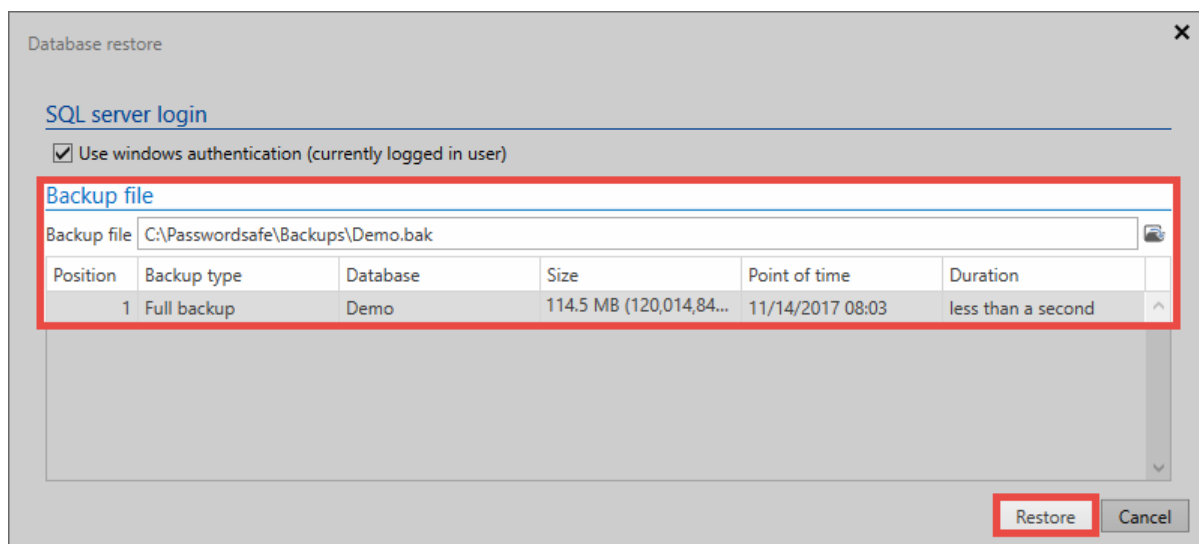 Database restore
SQL server login
Use windows authentication (currently logged in user)
Backup file
Backup file C:\Passwordsafe\Backups\Demo.bak
Position Backup type Database Size Point of time Duration
1 Full backup Demo 114.5 MB (120,014,84... 11/14/2017 08:03 less than a second
Restore Cancel